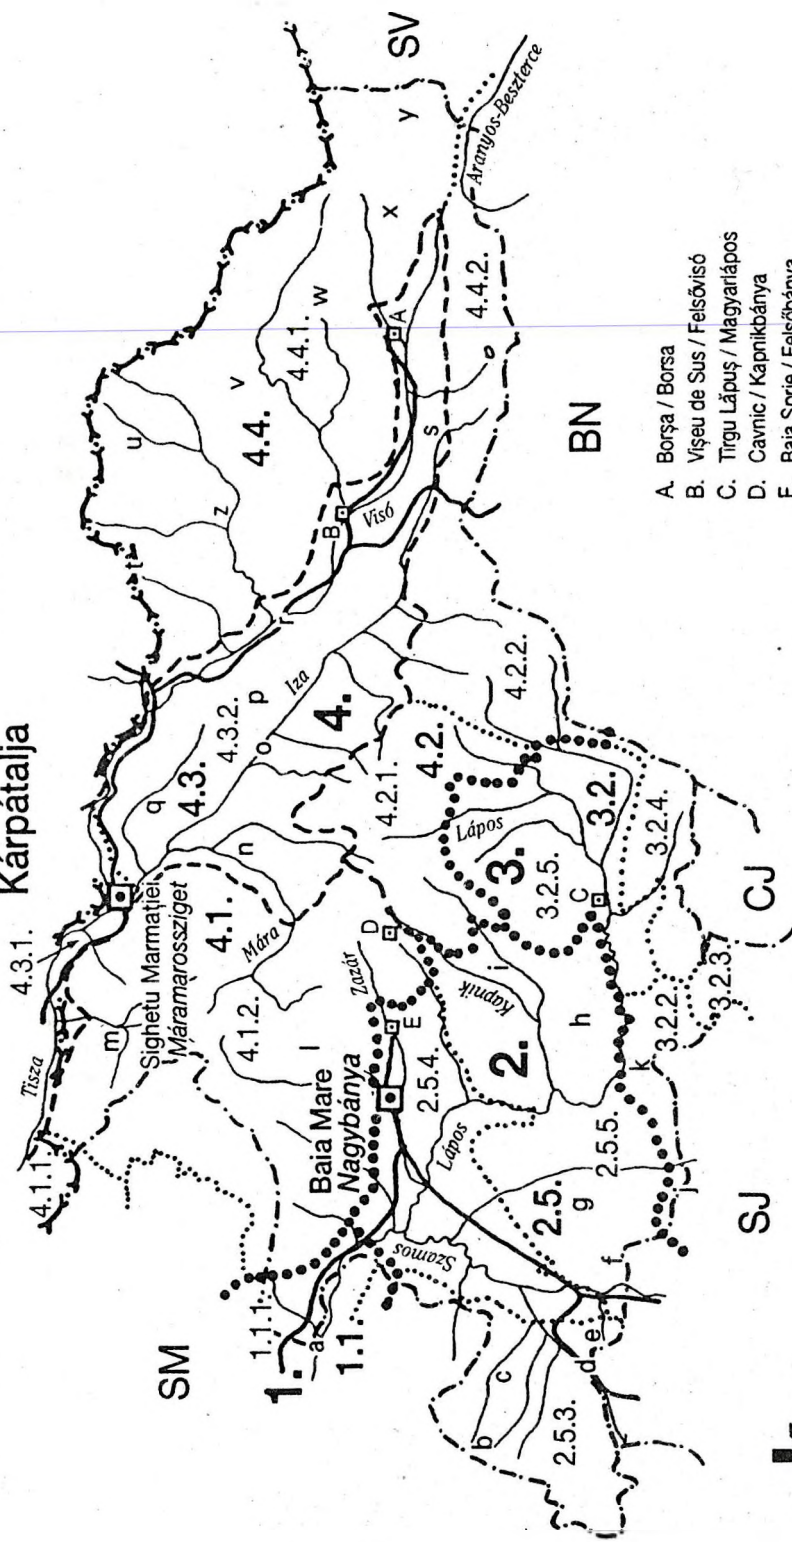 Kárpátalja
SM
SV
BN
CJ
SJ
Tisza
4.1.1.
4.3.1.
m
Sighetu Marmaţiei
Máramarossziget
4.1.
4.1.2.
Mára
n
l
q
4.3.
4.3.2.
o
p
Iza
4.
r
t
u
z
v
4.4.
4.4.1.
w
x
y
B
Visó
A
s
4.4.2.
Aranyos-Beszterce
1.1.1.
1.
a
1.1.
Baia Mare
Nagybánya
Zazár
E
D
2.5.4.
Szamos
Lápos
2.
i
Kapnik
h
4.2.1.
4.2.
4.2.2.
Lápos
3.
3.2.5.
3.2.
C
3.2.4.
b
c
2.5.3.
d
e
f
2.5.
g
2.5.5.
j
k
3.2.2.
3.2.3.
A. Borşa / Borsa
B. Vişeu de Sus / Felsővisó
C. Tîrgu Lăpuş / Magyarlápos
D. Cavnic / Kapnikbánya